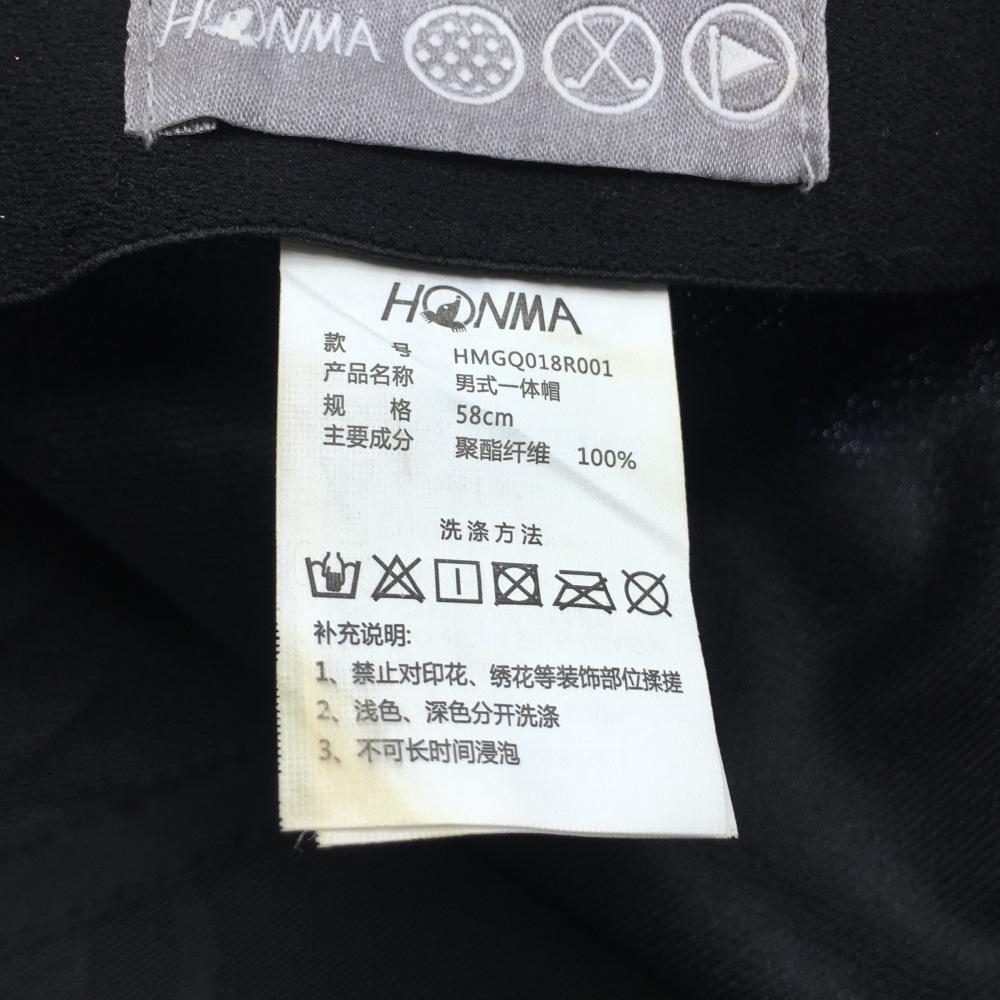 HONMA
HONMA
款 号 HMGQ018R001
产品名称 男式一体帽
规 格 58cm
主要成分 聚酯纤维 100%
洗涤方法
补充说明:
1、禁止对印花、绣花等装饰部位揉搓
2、浅色、深色分开洗涤
3、不可长时间浸泡